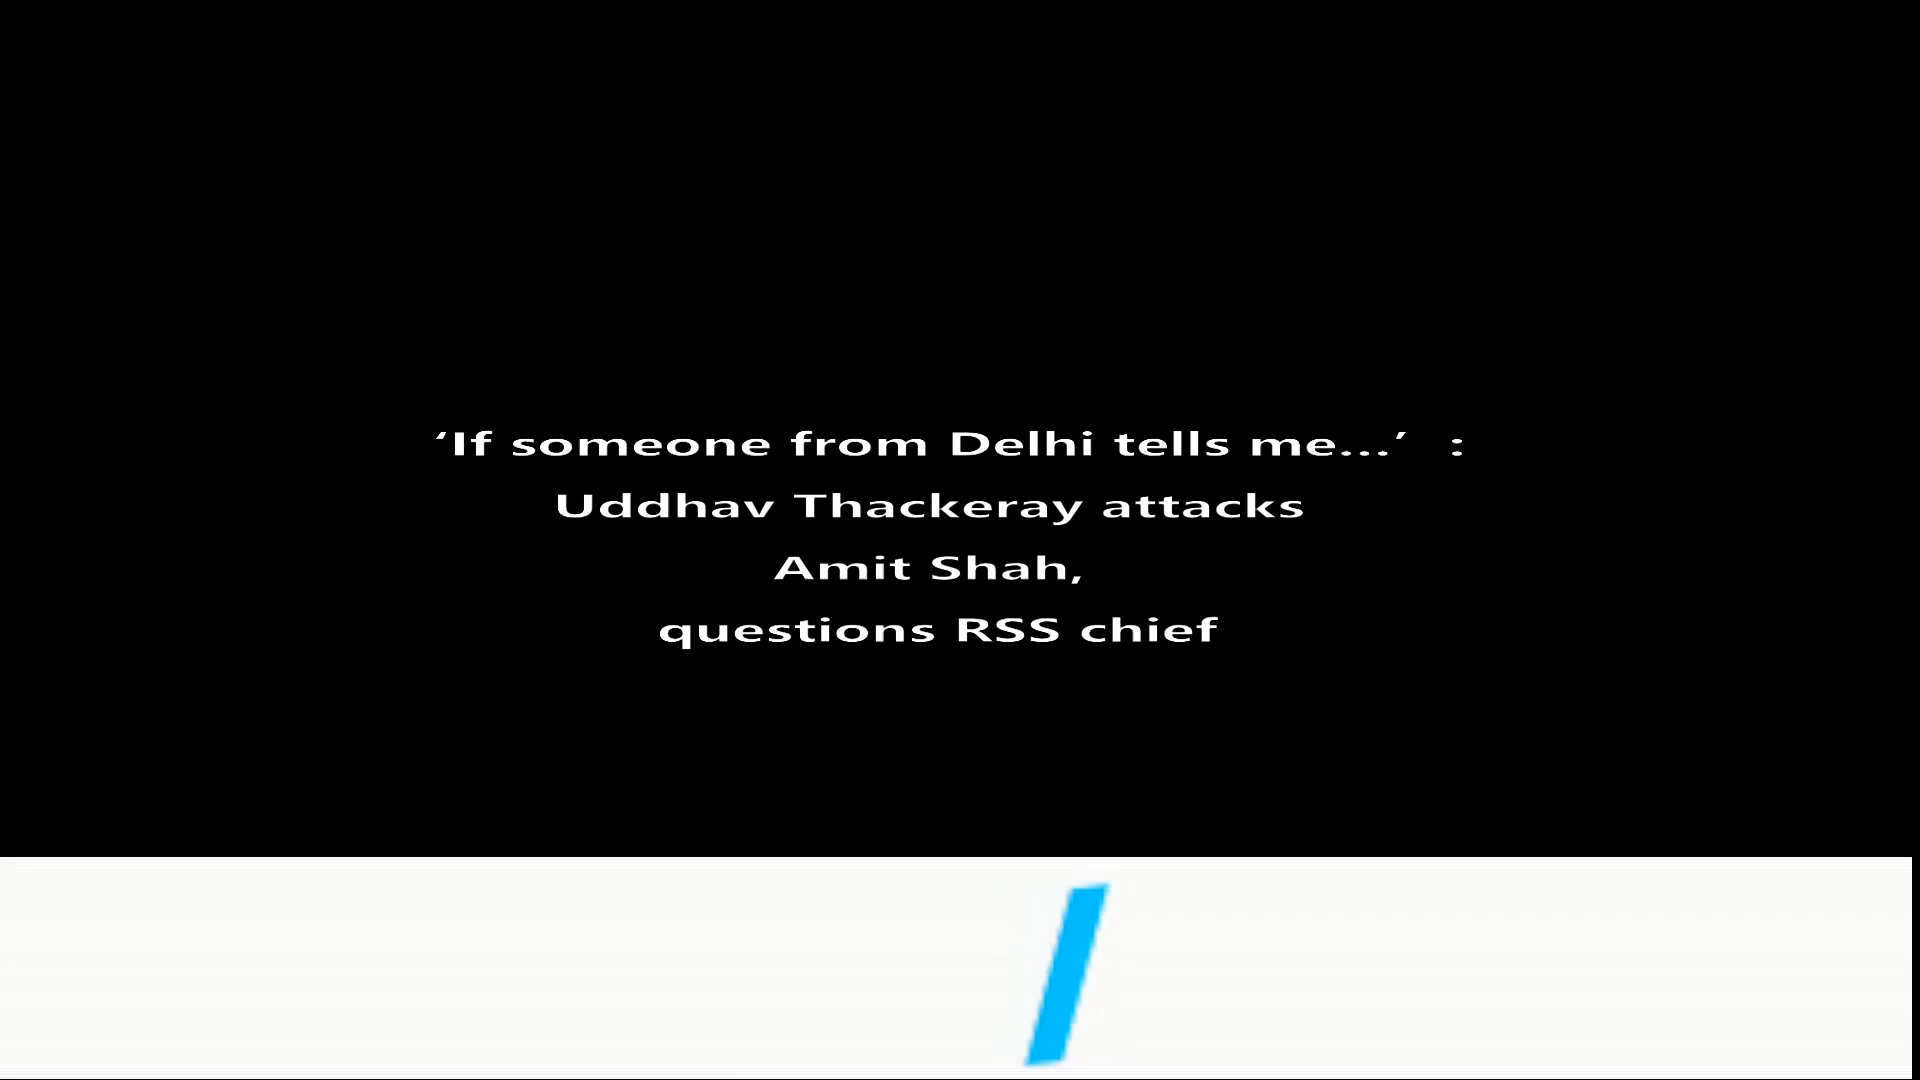 ‘If someone from Delhi tells me...’ :
Uddhav Thackeray attacks
Amit Shah,
questions RSS chief